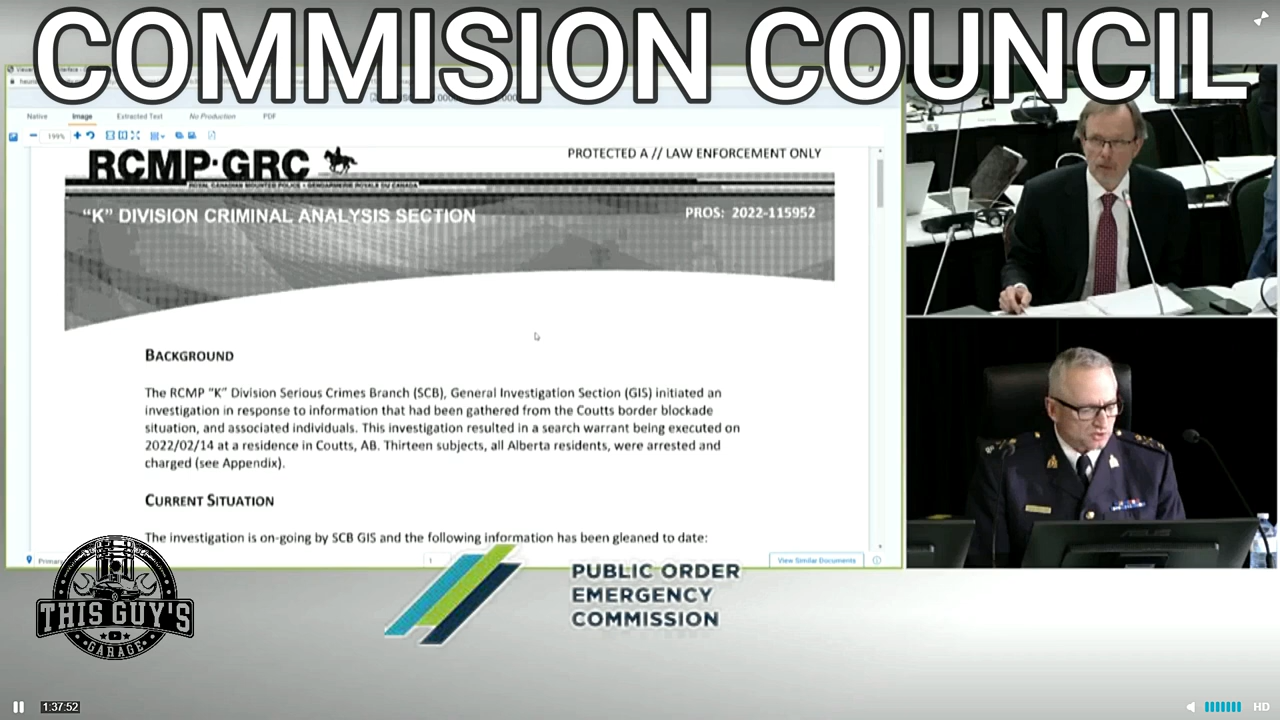 COMMISION COUNCIL
Native Image Extracted Text No Production PDF
199%
RCMP·GRC
PROTECTED A // LAW ENFORCEMENT ONLY
ROYAL CANADIAN MOUNTED POLICE • GENDARMERIE ROYALE DU CANADA
“K” DIVISION CRIMINAL ANALYSIS SECTION
PROS: 2022-115952
BACKGROUND
The RCMP “K” Division Serious Crimes Branch (SCB), General Investigation Section (GIS) initiated an
investigation in response to information that had been gathered from the Coutts border blockade
situation, and associated individuals. This investigation resulted in a search warrant being executed on
2022/02/14 at a residence in Coutts, AB. Thirteen subjects, all Alberta residents, were arrested and
charged (see Appendix).
CURRENT SITUATION
The investigation is on-going by SCB GIS and the following information has been gleaned to date:
1
View Similar Documents
ASUS
THIS GUY'S
GARAGE
PUBLIC ORDER
EMERGENCY
COMMISSION
1:37:52
HD